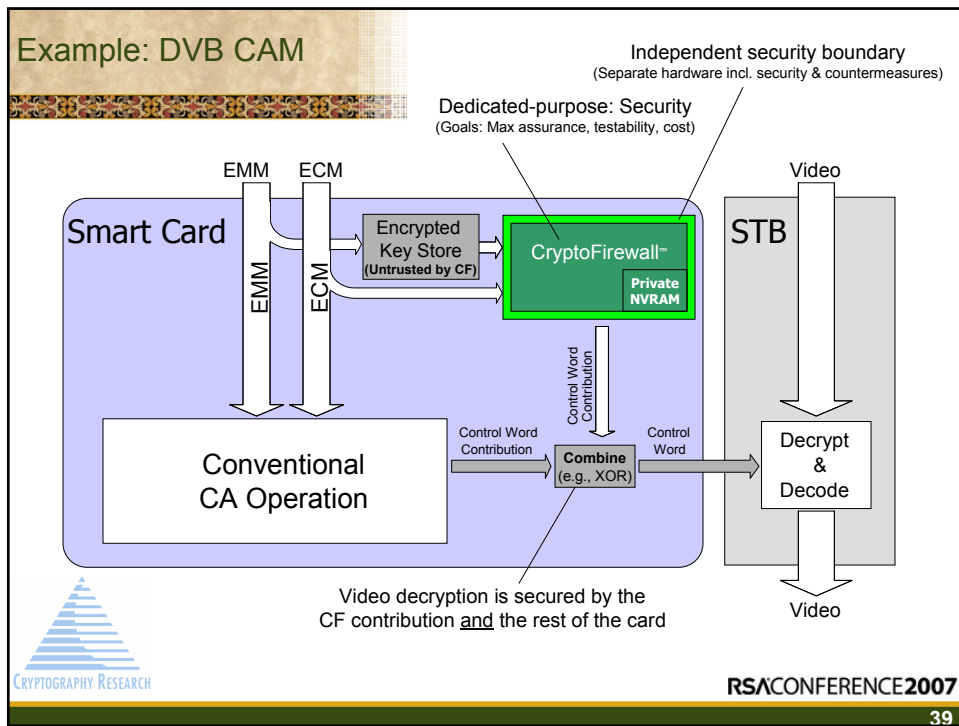 Example: DVB CAM
Independent security boundary
(Separate hardware incl. security & countermeasures)
Dedicated-purpose: Security
(Goals: Max assurance, testability, cost)
EMM
ECM
Video
Smart Card
Encrypted
Key Store
(Untrusted by CF)
CryptoFirewall™
Private
NVRAM
STB
EMM
ECM
Control Word
Contribution
Conventional
CA Operation
Control Word
Contribution
Combine
(e.g., XOR)
Control
Word
Decrypt
&
Decode
Video decryption is secured by the
CF contribution and the rest of the card
Video
CRYPTOGRAPHY RESEARCH
RSACONFERENCE2007
39